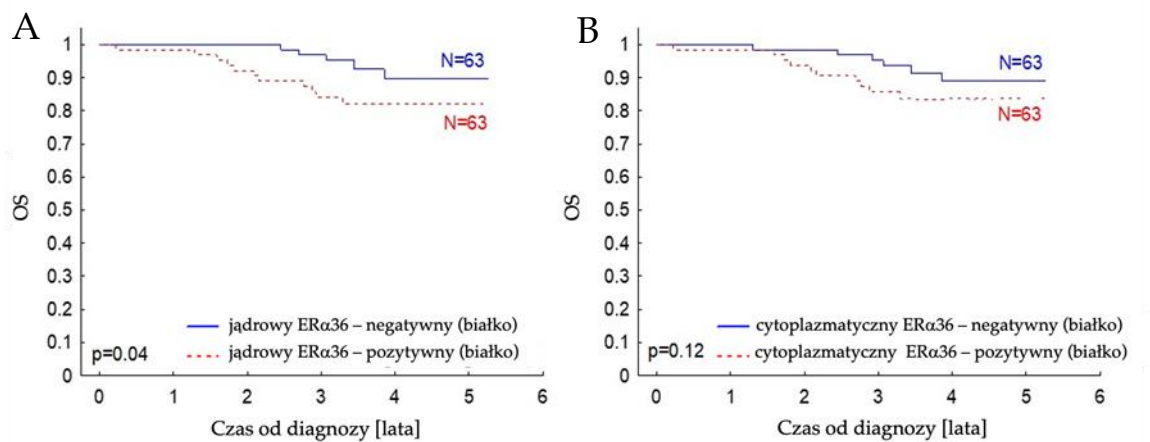 A
1
0.9
0.8
0.7
0.6
0.5
0.4
0.3
0.2
0.1
0
OS
N=63
N=63
jądrowy ERα36 – negatywny (białko)
jądrowy ERα36 – pozytywny (białko)
p=0.04
0 1 2 3 4 5 6
Czas od diagnozy [lata]
B
1
0.9
0.8
0.7
0.6
0.5
0.4
0.3
0.2
0.1
0
OS
N=63
N=63
cytoplazmatyczny ERα36 – negatywny (białko)
cytoplazmatyczny ERα36 – pozytywny (białko)
p=0.12
0 1 2 3 4 5 6
Czas od diagnozy [lata]